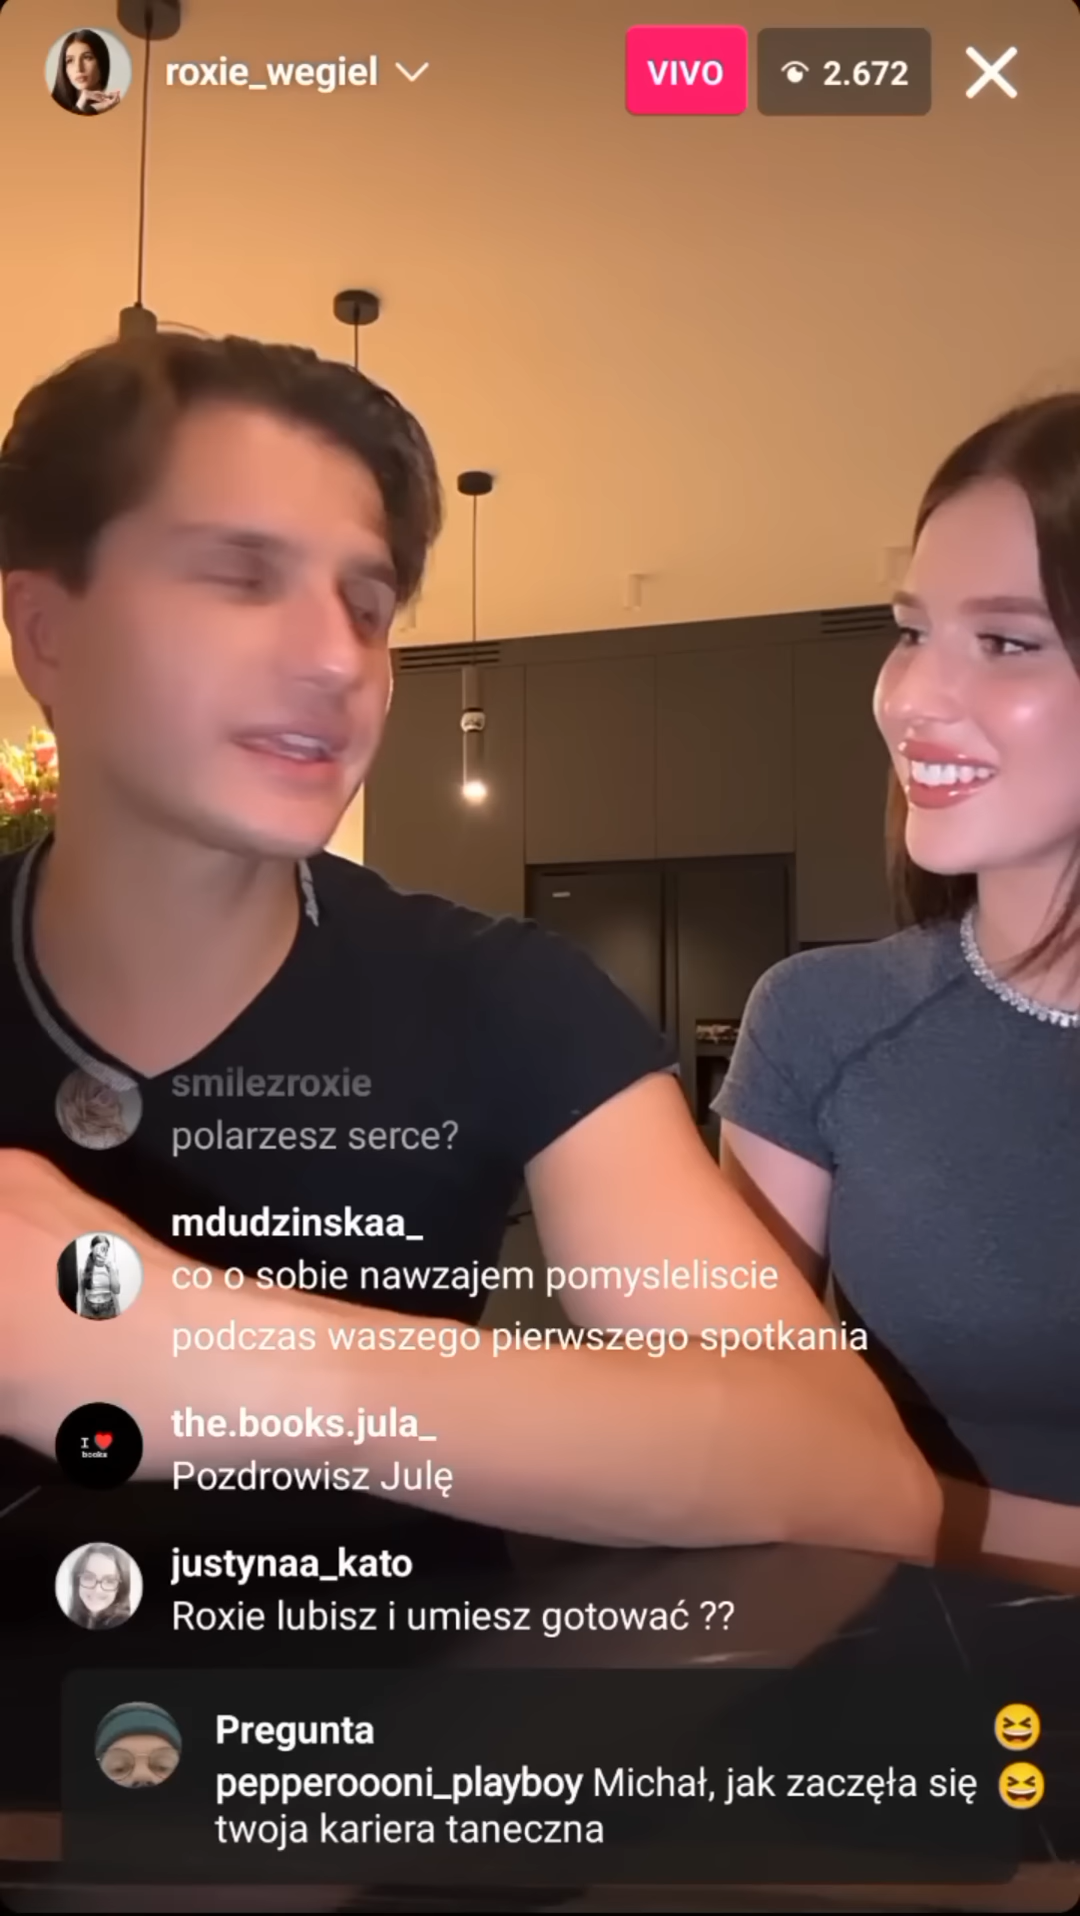 roxie_wegiel
VIVO
2.672
smilezroxie
polarzesz serce?
mdudzinskaa_
co o sobie nawzajem pomysleliscie
podczas waszego pierwszego spotkania
the.books.jula_
I ❤️
books
Pozdrowisz Julę
justynaa_kato
Roxie lubisz i umiesz gotować ??
Pregunta
pepperoooni_playboy Michał, jak zaczęła się
twoja kariera taneczna